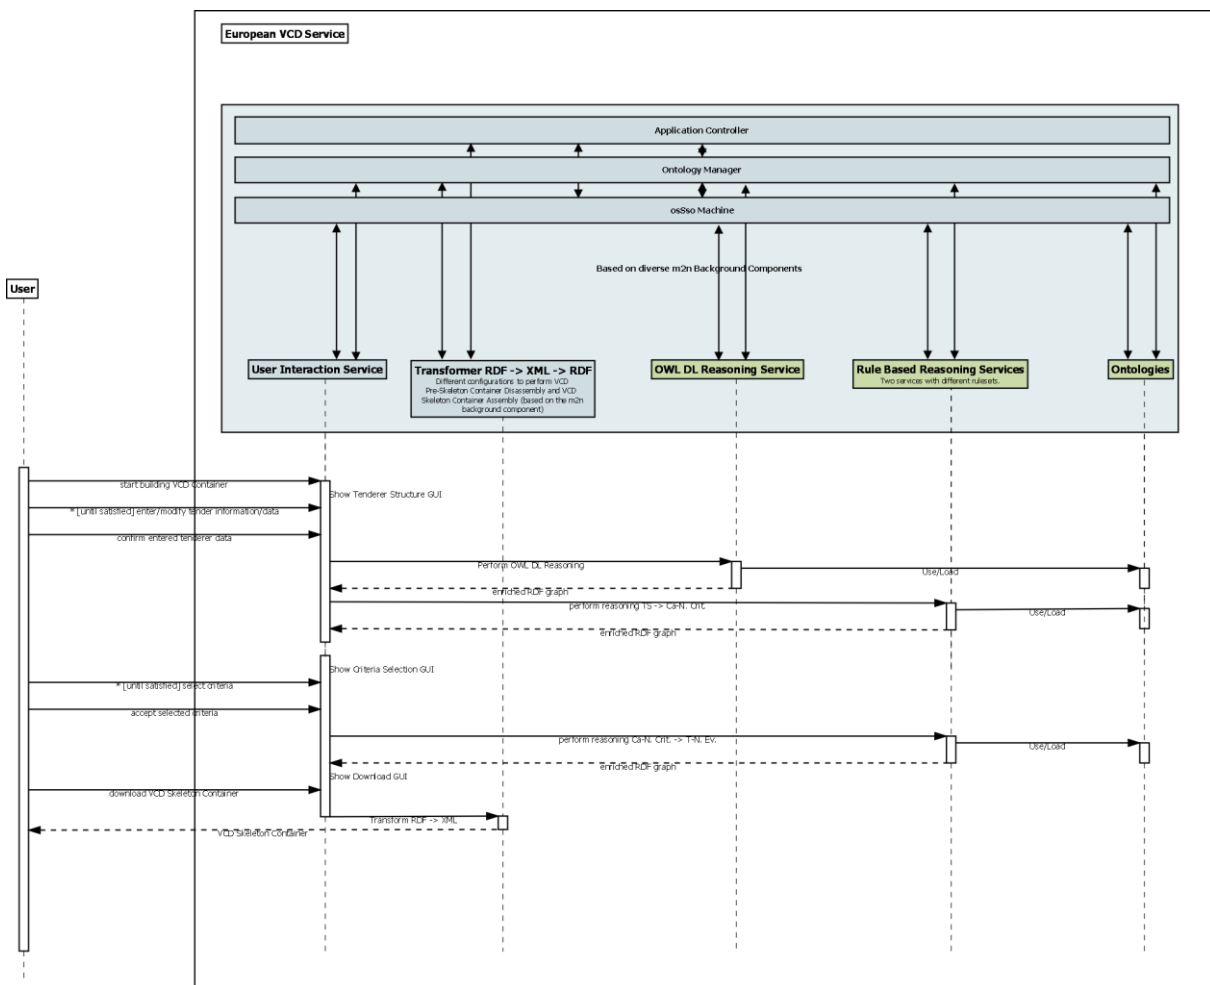 European VCD Service
Application Controller
Ontology Manager
osSso Machine
Based on diverse m2n Background Components
User
User Interaction Service
Transformer RDF -> XML -> RDF
Different configurations to perform VCD
Pre-Skeleton Container Disassembly and VCD
Skeleton Container Assembly (based on the m2n
background component)
OWL DL Reasoning Service
Rule Based Reasoning Services
Two services with different rulesets.
Ontologies
start building VCD Container
Show Tenderer Structure GUI
* [until satisfied] enter/modify tender information/data
confirm entered tenderer data
Perform OWL DL Reasoning
Use/Load
enriched RDF graph
perform reasoning TS -> Ca-N. Crit.
Use/Load
enriched RDF graph
Show Criteria Selection GUI
* [until satisfied] select criteria
accept selected criteria
perform reasoning Ca-N. Crit. -> T-N. Ev.
Use/Load
enriched RDF graph
Show Download GUI
download VCD Skeleton Container
Transform RDF -> XML
VCD Skeleton Container